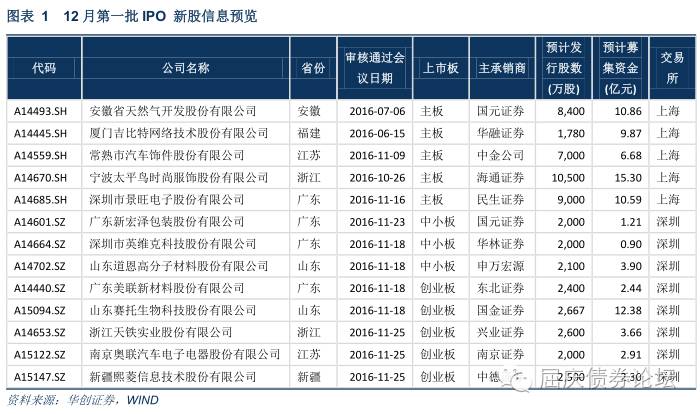 图表 1 12 月第一批 IPO 新股信息预览
代码 公司名称 省份 审核通过会议日期 上市板 主承销商 预计发行股数(万股) 预计募集资金(亿元) 交易所
A14493.SH 安徽省天然气开发股份有限公司 安徽 2016-07-06 主板 国元证券 8,400 10.86 上海
A14445.SH 厦门吉比特网络技术股份有限公司 福建 2016-06-15 主板 华融证券 1,780 9.87 上海
A14559.SH 常熟市汽车饰件股份有限公司 江苏 2016-11-09 主板 中金公司 7,000 6.68 上海
A14670.SH 宁波太平鸟时尚服饰股份有限公司 浙江 2016-10-26 主板 海通证券 10,500 15.30 上海
A14685.SH 深圳市景旺电子股份有限公司 广东 2016-11-16 主板 民生证券 9,000 10.59 上海
A14601.SZ 广东新宏泽包装股份有限公司 广东 2016-11-23 中小板 国元证券 2,000 1.21 深圳
A14664.SZ 深圳市英维克科技股份有限公司 广东 2016-11-18 中小板 华林证券 2,000 0.90 深圳
A14702.SZ 山东道恩高分子材料股份有限公司 山东 2016-11-18 中小板 申万宏源 2,100 3.90 深圳
A14440.SZ 广东美联新材料股份有限公司 广东 2016-11-18 创业板 东北证券 2,400 2.44 深圳
A15094.SZ 山东赛托生物科技股份有限公司 山东 2016-11-18 创业板 国金证券 2,667 12.38 深圳
A14653.SZ 浙江天铁实业股份有限公司 浙江 2016-11-25 创业板 兴业证券 2,600 3.66 深圳
A15122.SZ 南京奥联汽车电子电器股份有限公司 江苏 2016-11-25 创业板 南京证券 2,000 2.91 深圳
A15147.SZ 新疆熙菱信息技术股份有限公司 新疆 2016-11-25 创业板 中德 2,500 2.30 深圳
屈庆债券论坛
资料来源：华创证券，WIND